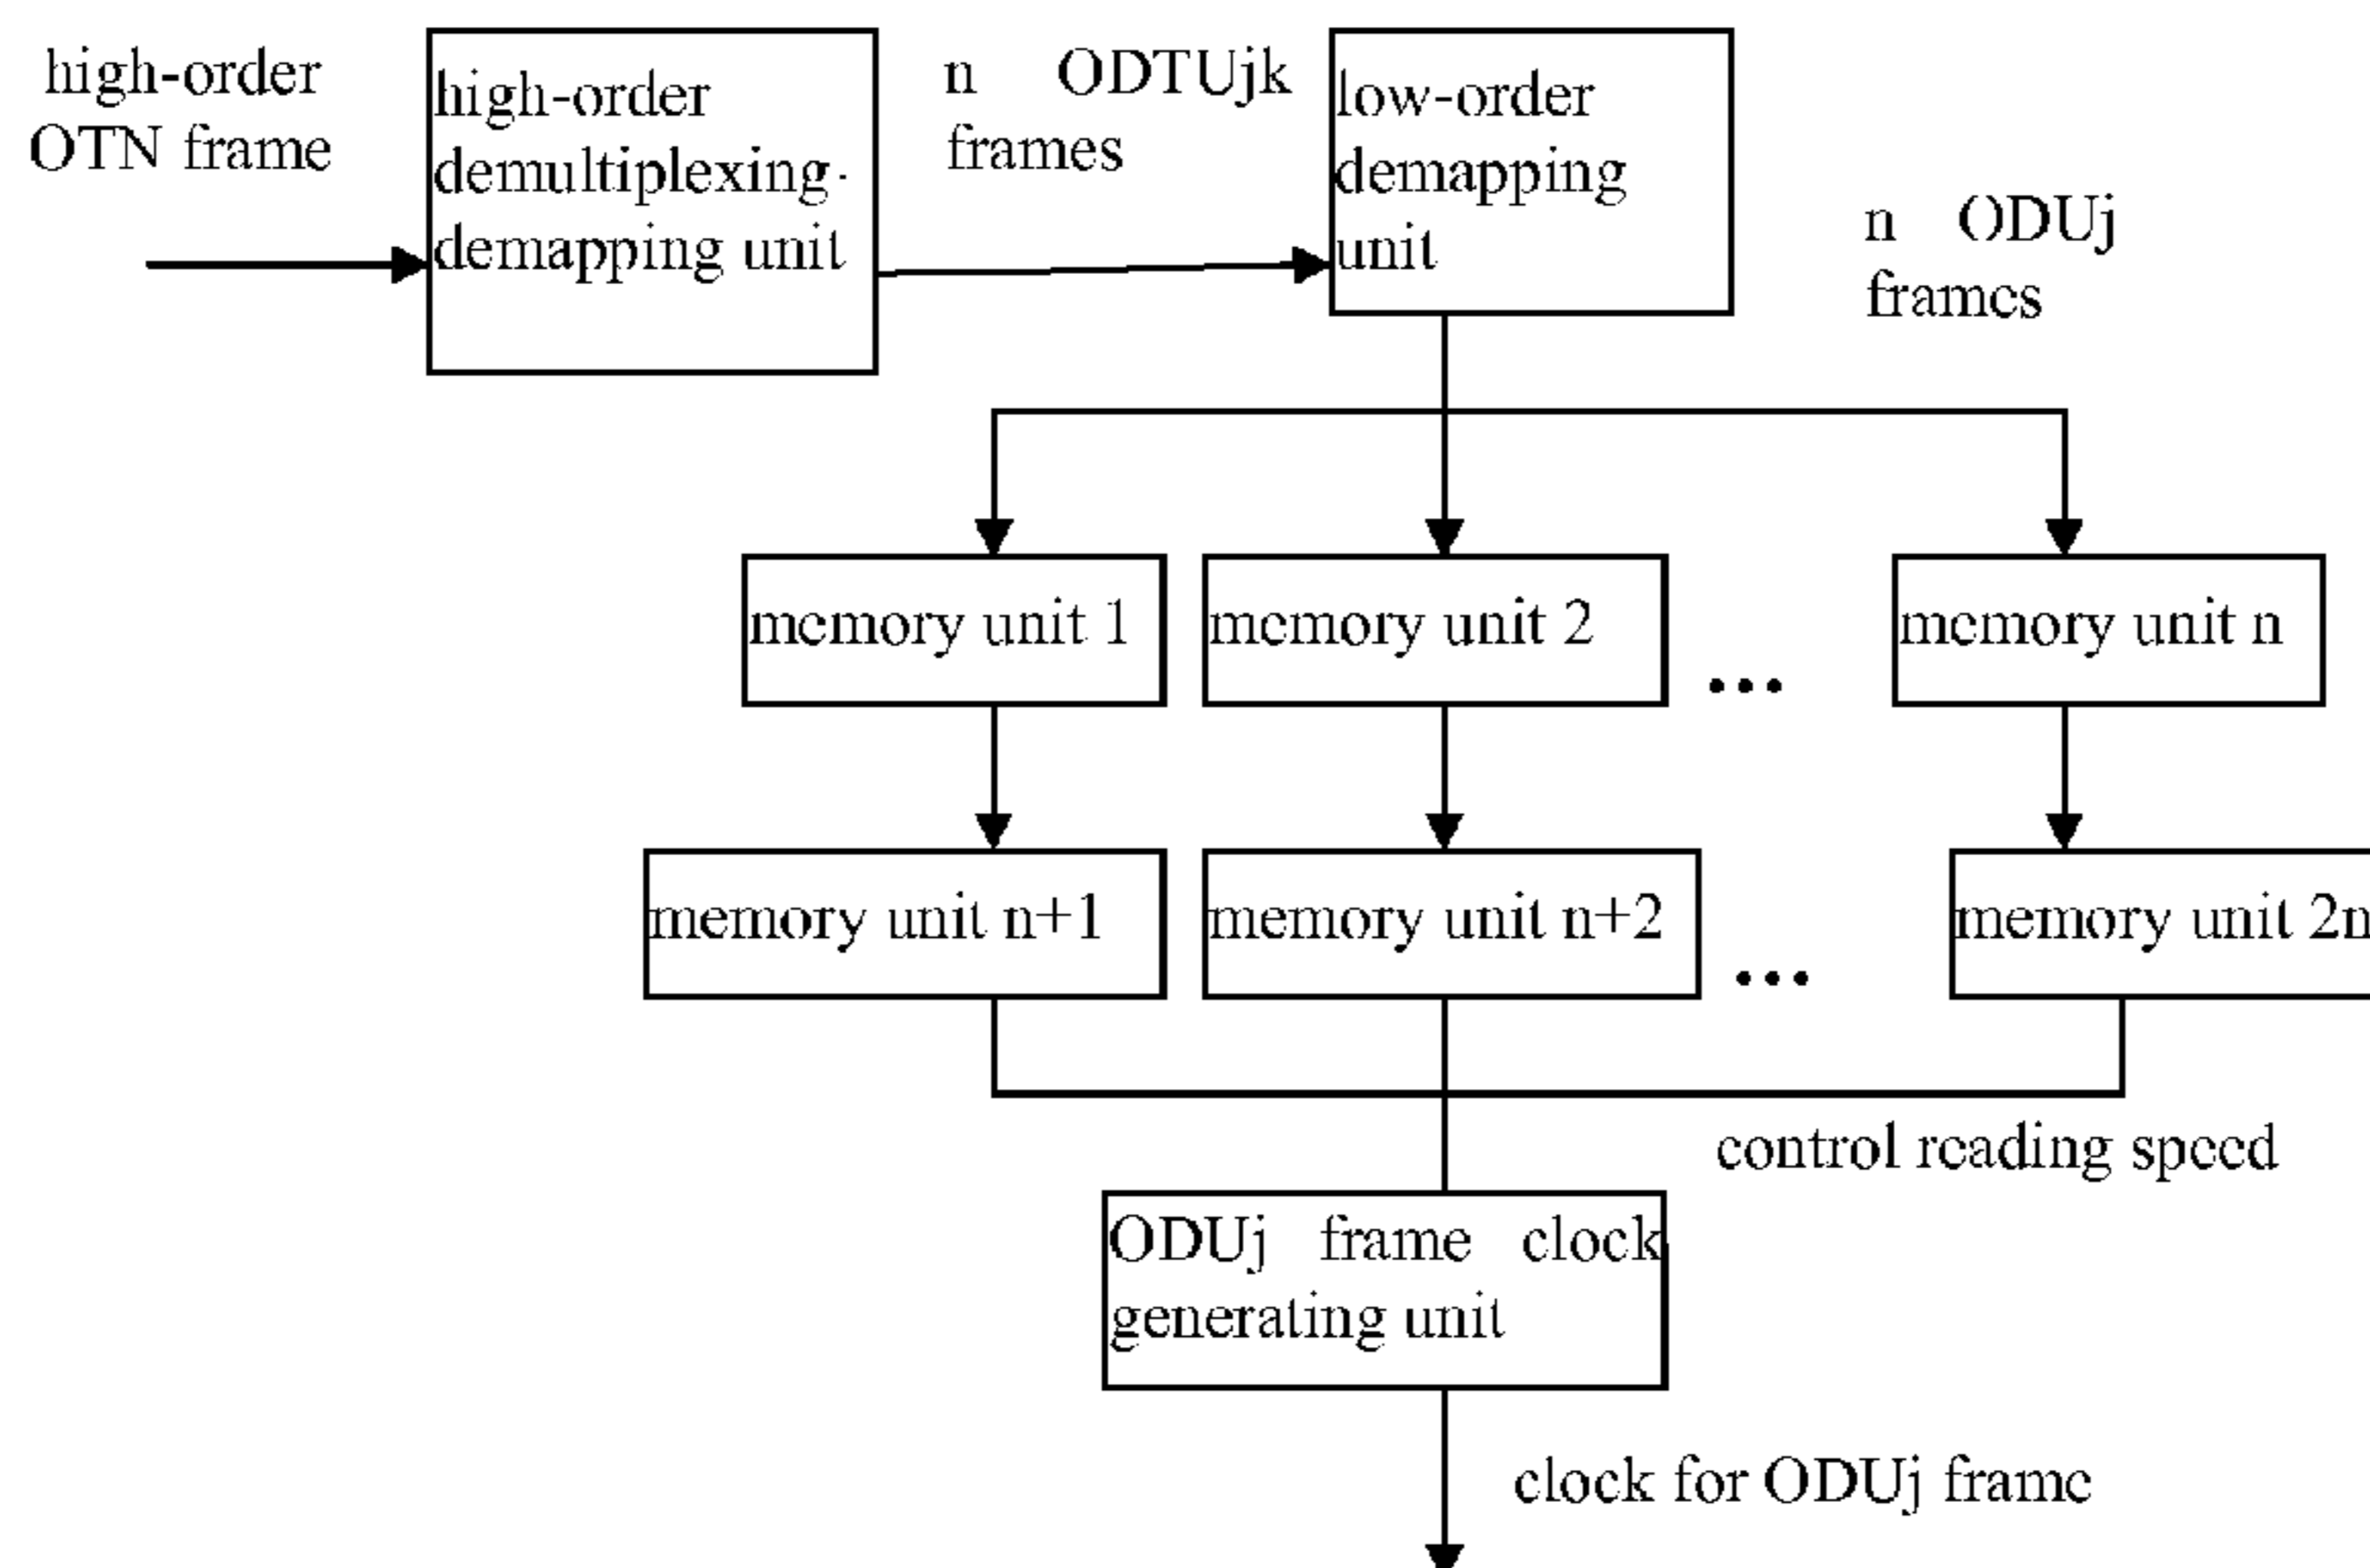 high-order
OTN frame
high-order
demultiplexing-
demapping unit
n ODTUjk
frames
low-order
demapping
unit
n ODUj
frames
memory unit 1
memory unit 2
...
memory unit n
memory unit n+1
memory unit n+2
...
memory unit 2n
control reading speed
ODUj frame clock
generating unit
clock for ODUj frame